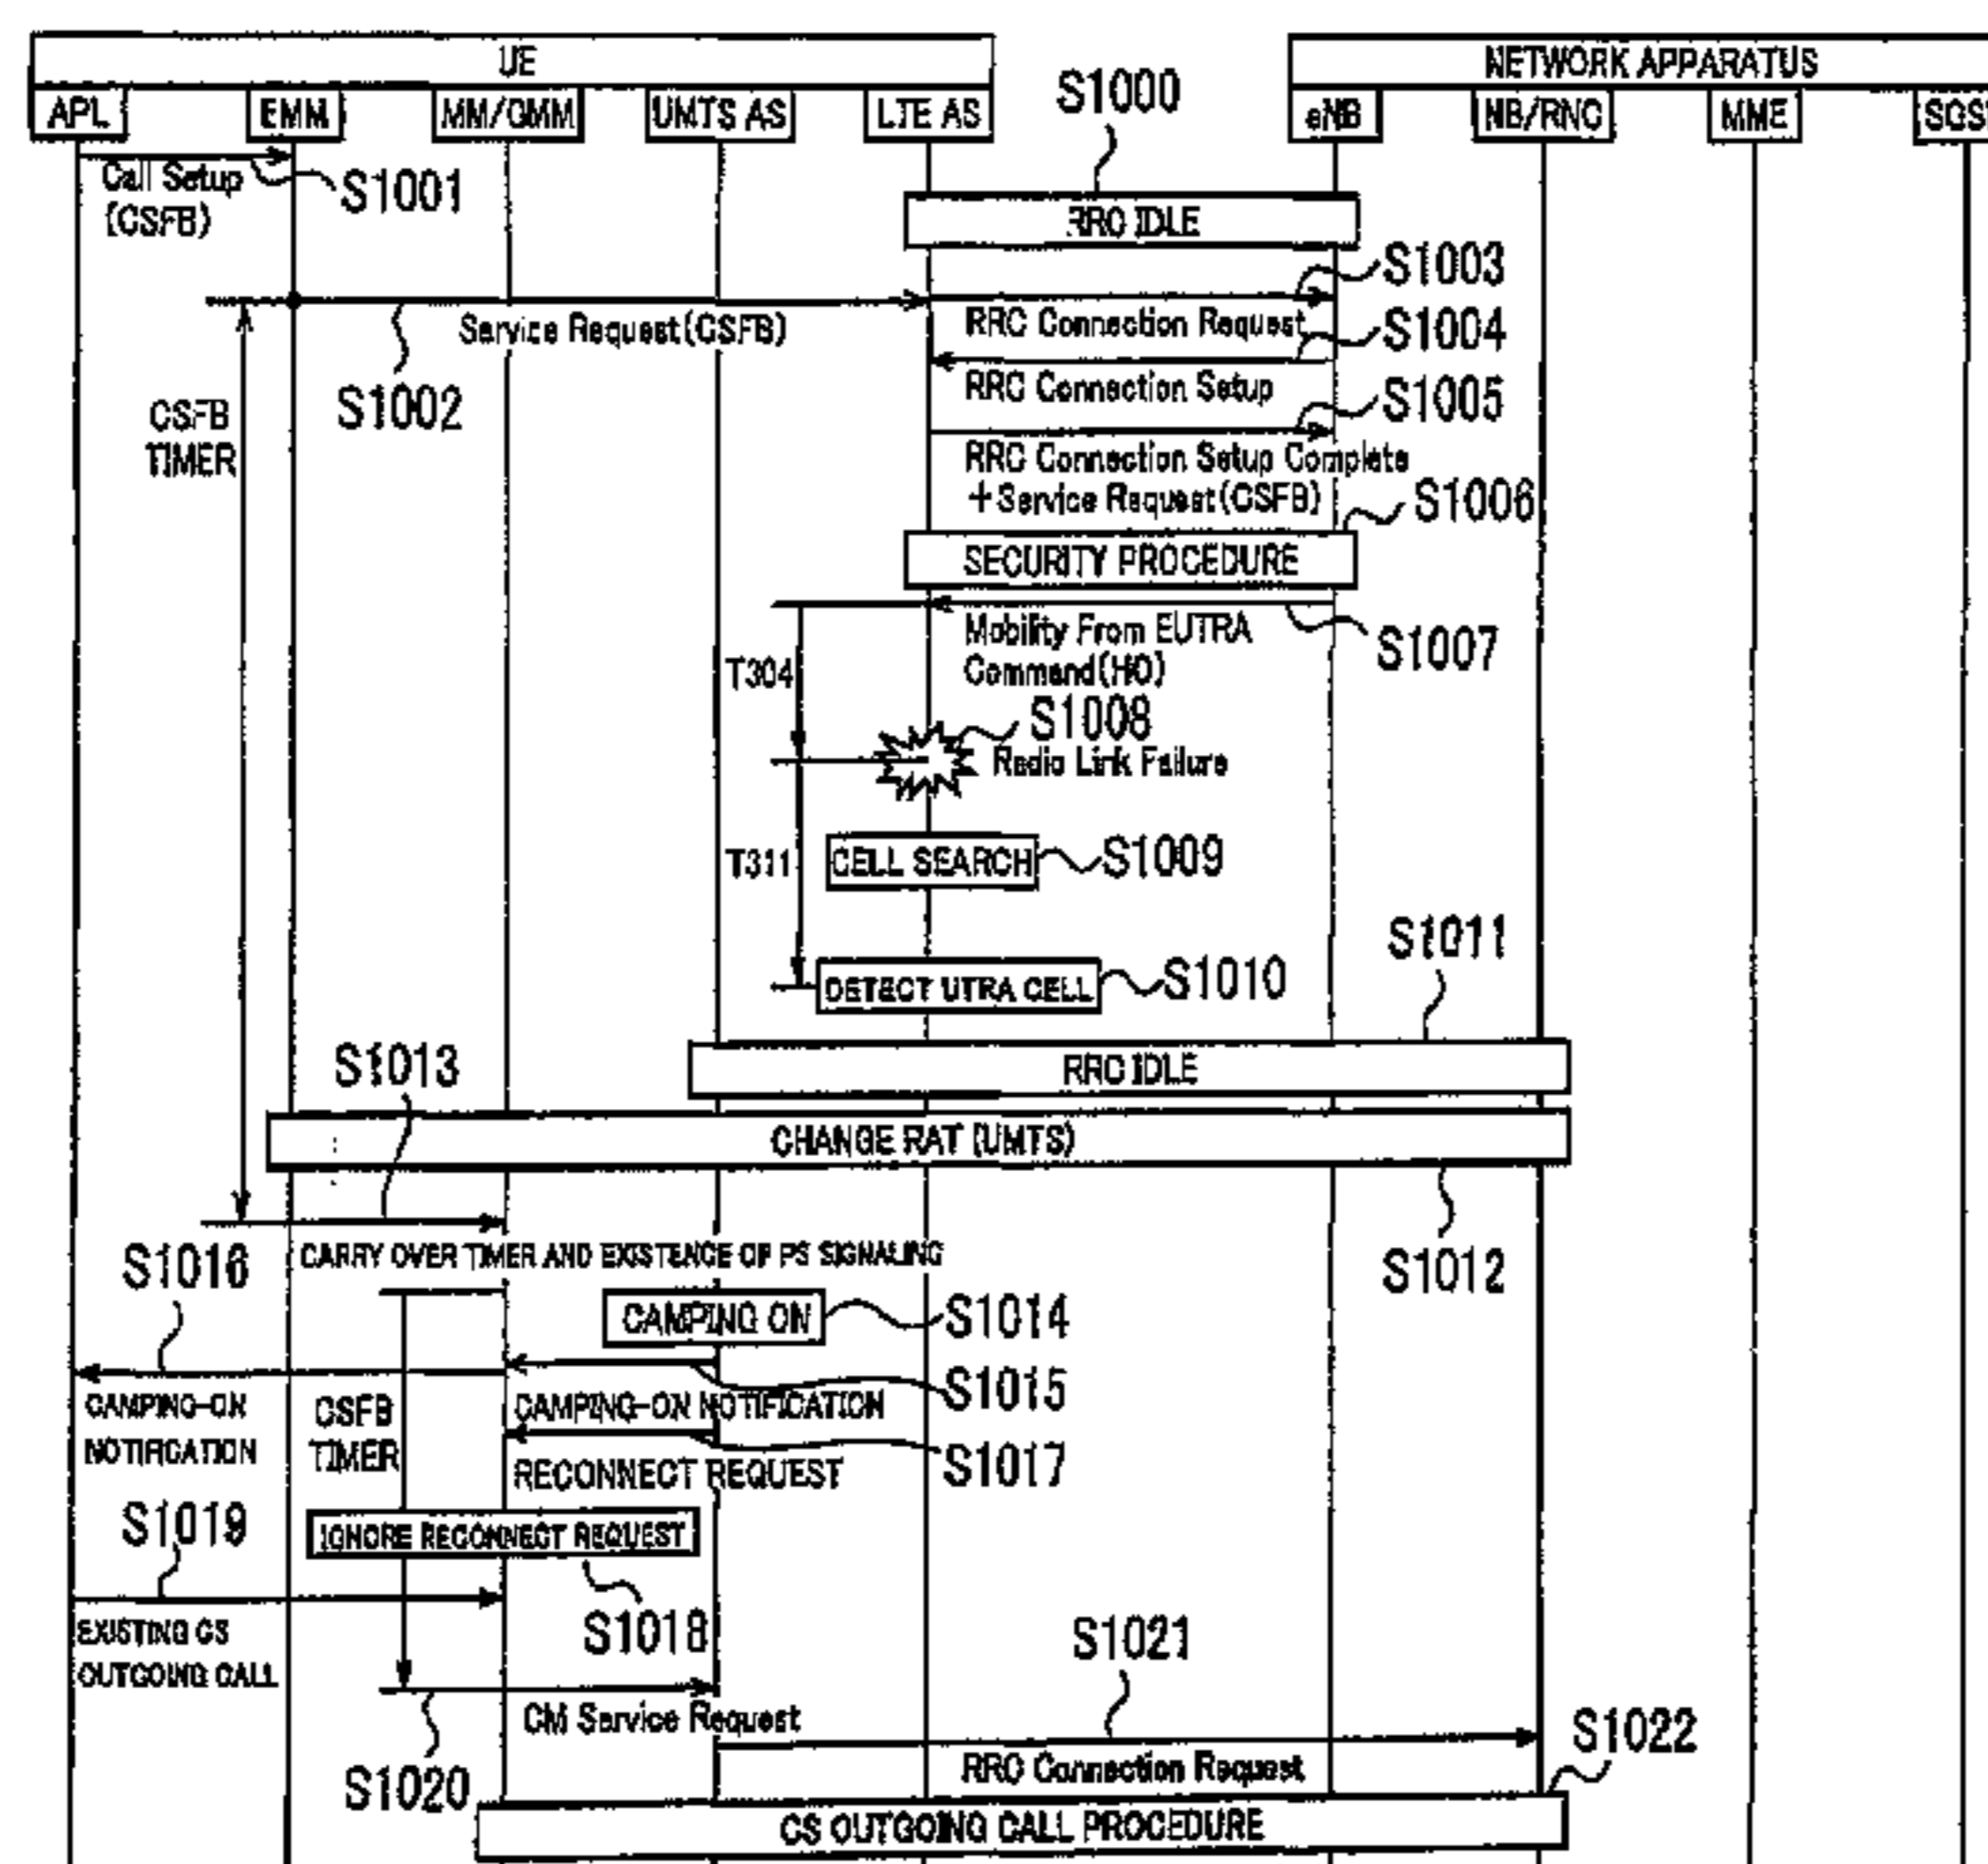 UE
NETWORK APPARATUS
APL
EMM
MM/GMM
UMTS AS
LTE AS
eNB
NB/RNC
MME
SGS
S1000
Call Setup
(CSFB)
S1001
RRC IDLE
S1003
RRC Connection Request
Service Request(CSFB)
S1004
S1002
RRC Connection Setup
S1005
CSFB
TIMER
RRC Connection Setup Complete
+Service Request(CSFB)
S1006
SECURITY PROCEDURE
Mobility From EUTRA
Command(HO)
S1007
T304
S1008
Radio Link Failure
T311
CELL SEARCH
S1009
S1011
DETECT UTRA CELL
S1010
RRC IDLE
S1013
CHANGE RAT (UMTS)
S1012
CARRY OVER TIMER AND EXISTENCE OF PS SIGNALING
S1016
CAMPING ON
S1014
S1015
CAMPING-ON
NOTIFICATION
CSFB
TIMER
CAMPING-ON NOTIFICATION
S1017
RECONNECT REQUEST
S1019
IGNORE RECONNECT REQUEST
S1018
EXISTING CS
OUTGOING CALL
S1021
CM Service Request
S1020
RRC Connection Request
S1022
CS OUTGOING CALL PROCEDURE